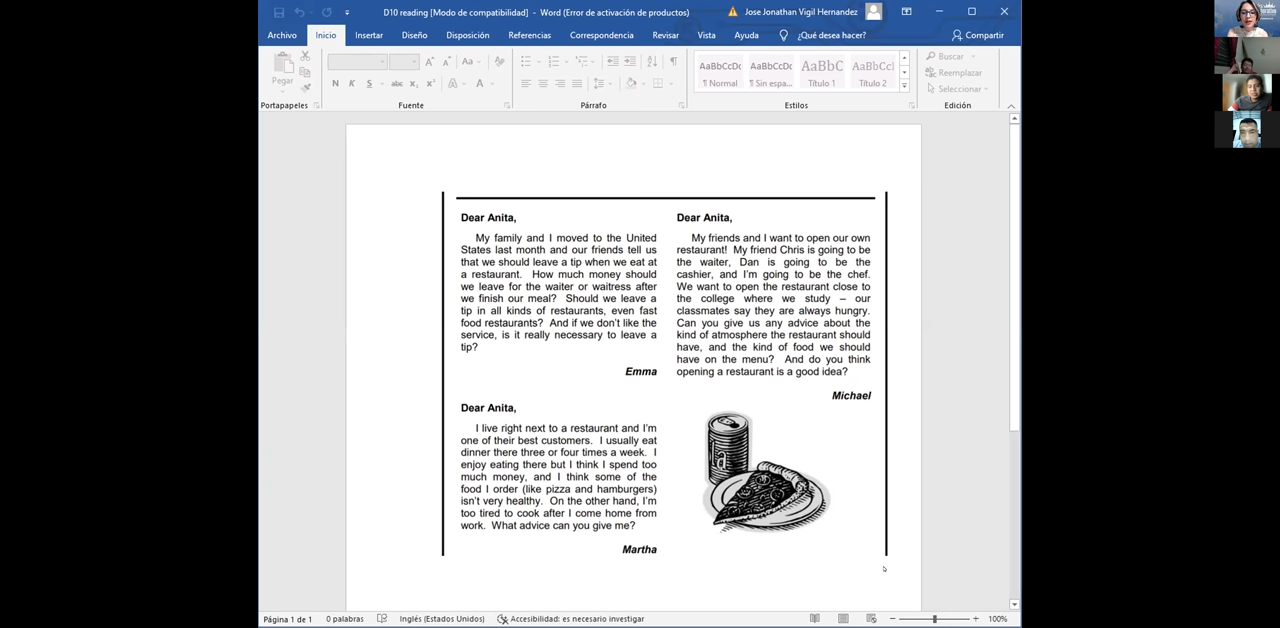 D10 reading [Modo de compatibilidad] - Word (Error de activación de productos)
Jose Jonathan Vigil Hernandez
Archivo Inicio Insertar Diseño Disposición Referencias Correspondencia Revisar Vista Ayuda ¿Qué desea hacer? Compartir
Pegar
N K S abc x₂ x² A A
Aa
AaBbCcDc AaBbCcDc AaBbC AaBbCcI
¶ Normal ¶ Sin espa... Título 1 Título 2
Buscar
Reemplazar
Seleccionar
Portapapeles Fuente Párrafo Estilos Edición
Dear Anita,
My family and I moved to the United
States last month and our friends tell us
that we should leave a tip when we eat at
a restaurant. How much money should
we leave for the waiter or waitress after
we finish our meal? Should we leave a
tip in all kinds of restaurants, even fast
food restaurants? And if we don't like the
service, is it really necessary to leave a
tip?
Emma
Dear Anita,
I live right next to a restaurant and I'm
one of their best customers. I usually eat
dinner there three or four times a week. I
enjoy eating there but I think I spend too
much money, and I think some of the
food I order (like pizza and hamburgers)
isn't very healthy. On the other hand, I'm
too tired to cook after I come home from
work. What advice can you give me?
Martha
Dear Anita,
My friends and I want to open our own
restaurant! My friend Chris is going to be
the waiter, Dan is going to be the
cashier, and I'm going to be the chef.
We want to open the restaurant close to
the college where we study – our
classmates say they are always hungry.
Can you give us any advice about the
kind of atmosphere the restaurant should
have, and the kind of food we should
have on the menu? And do you think
opening a restaurant is a good idea?
Michael
Página 1 de 1 0 palabras Inglés (Estados Unidos) Accesibilidad: es necesario investigar 100%